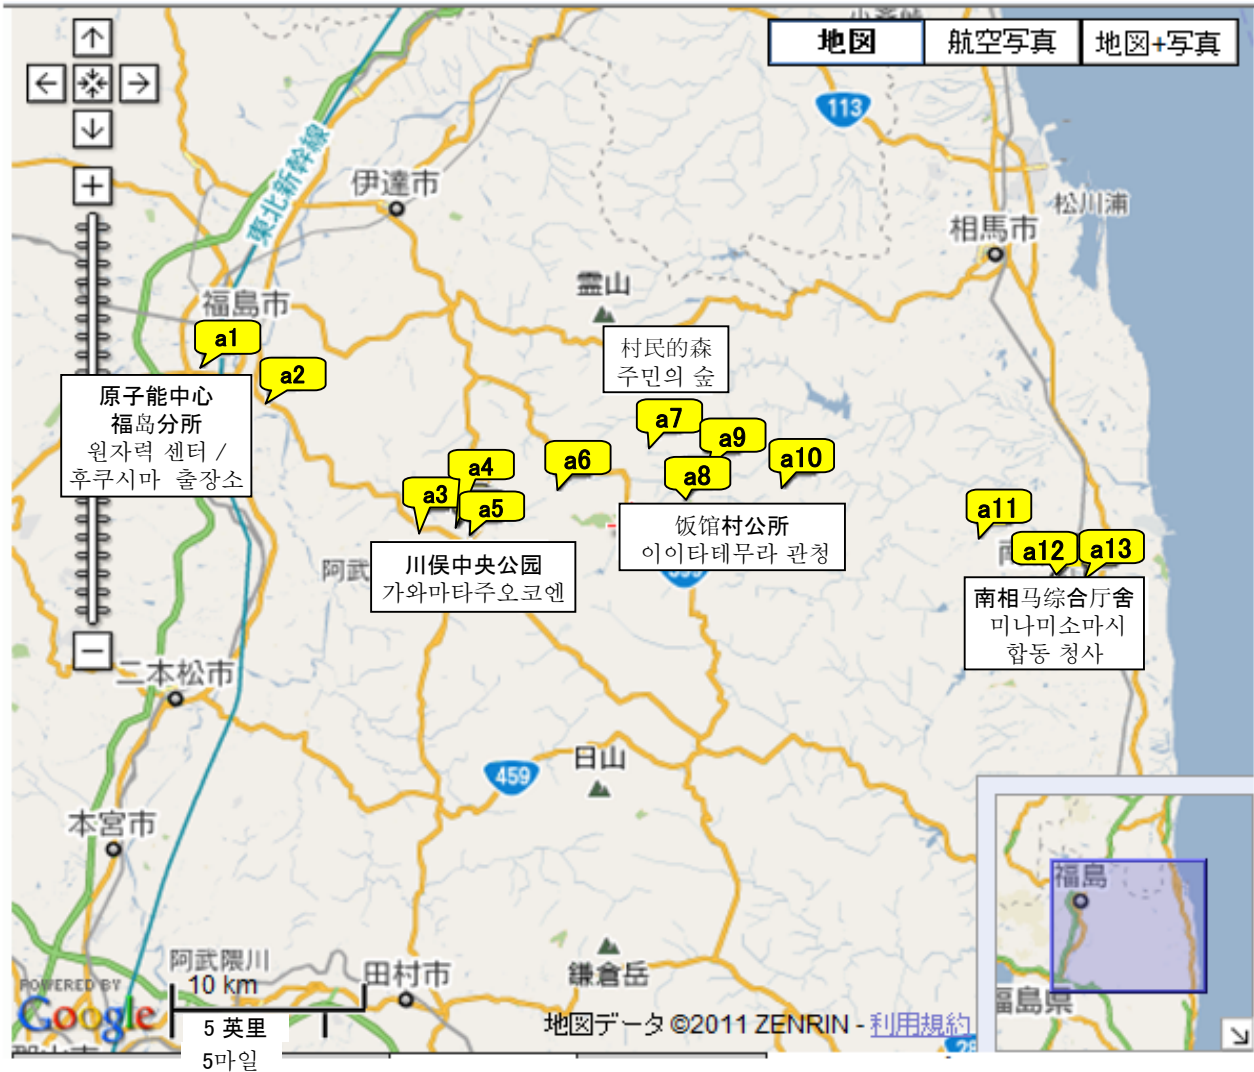 地図
航空写真
地図+写真
113
東北新幹線
伊達市
松川浦
相馬市
霊山
福島市
a1
村民的森
주민의 숲
a2
原子能中心
福岛分所
원자력 센터 /
후쿠시마 출장소
a7
a9
a4
a6
a10
a8
a3
a5
a11
饭馆村公所
이이타테무라 관청
a12
a13
川俣中央公园
가와마타주오코엔
阿武
南相马综合厅舍
미나미소마시
합동 청사
二本松市
日山
459
本宮市
福島
阿武隈川
田村市
鎌倉岳
POWERED BY
Google
10 km
5 英里
5마일
地図データ ©2011 ZENRIN - 利用規約
福島県